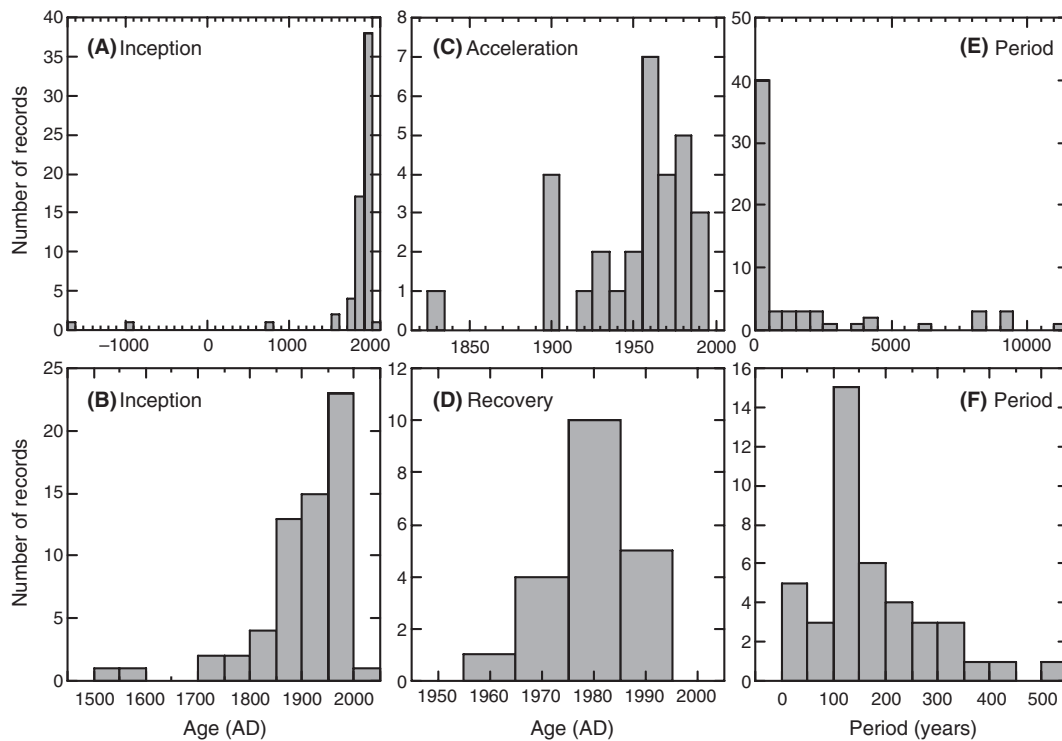 (A) Inception
Number of records
40
35
30
25
20
15
10
5
0
−1000 0 1000 2000
(C) Acceleration
8
7
6
5
4
3
2
1
0
1850 1900 1950 2000
(E) Period
50
40
30
20
10
0
0 5000 10000
(B) Inception
Number of records
25
20
15
10
5
0
1500 1600 1700 1800 1900 2000
Age (AD)
(D) Recovery
12
10
8
6
4
2
0
1950 1960 1970 1980 1990 2000
Age (AD)
(F) Period
16
14
12
10
8
6
4
2
0
0 100 200 300 400 500
Period (years)